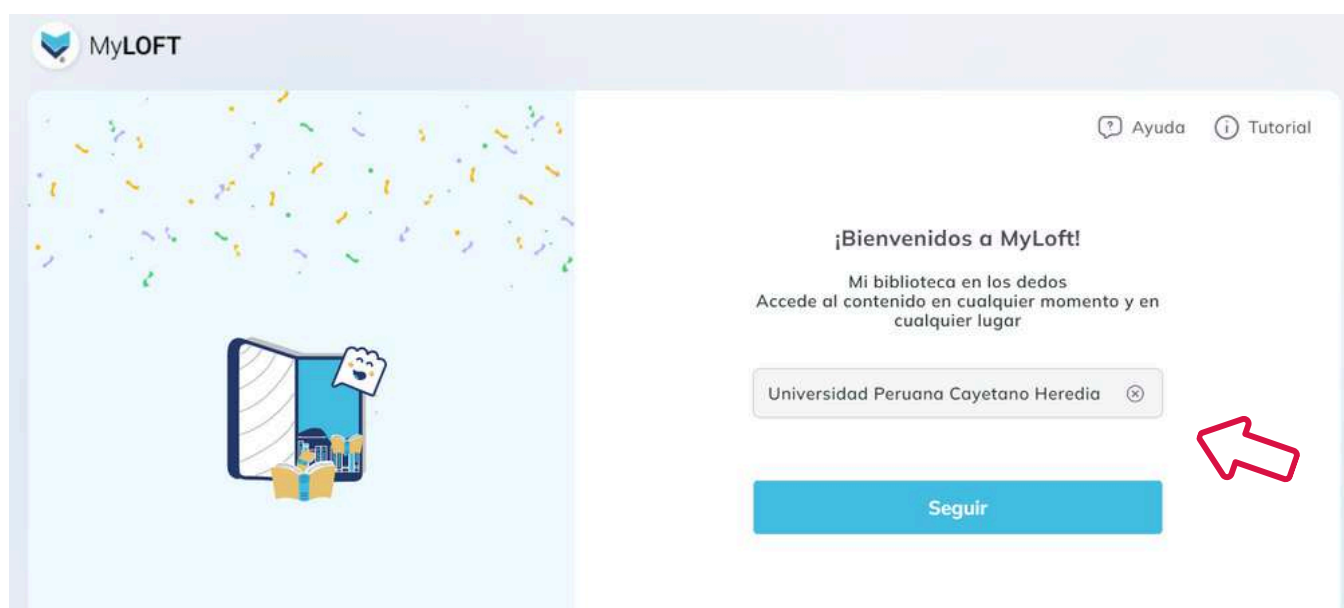 MyLOFT
Ayuda
Tutorial
¡Bienvenidos a MyLoft!
Mi biblioteca en los dedos
Accede al contenido en cualquier momento y en
cualquier lugar
Universidad Peruana Cayetano Heredia
Seguir